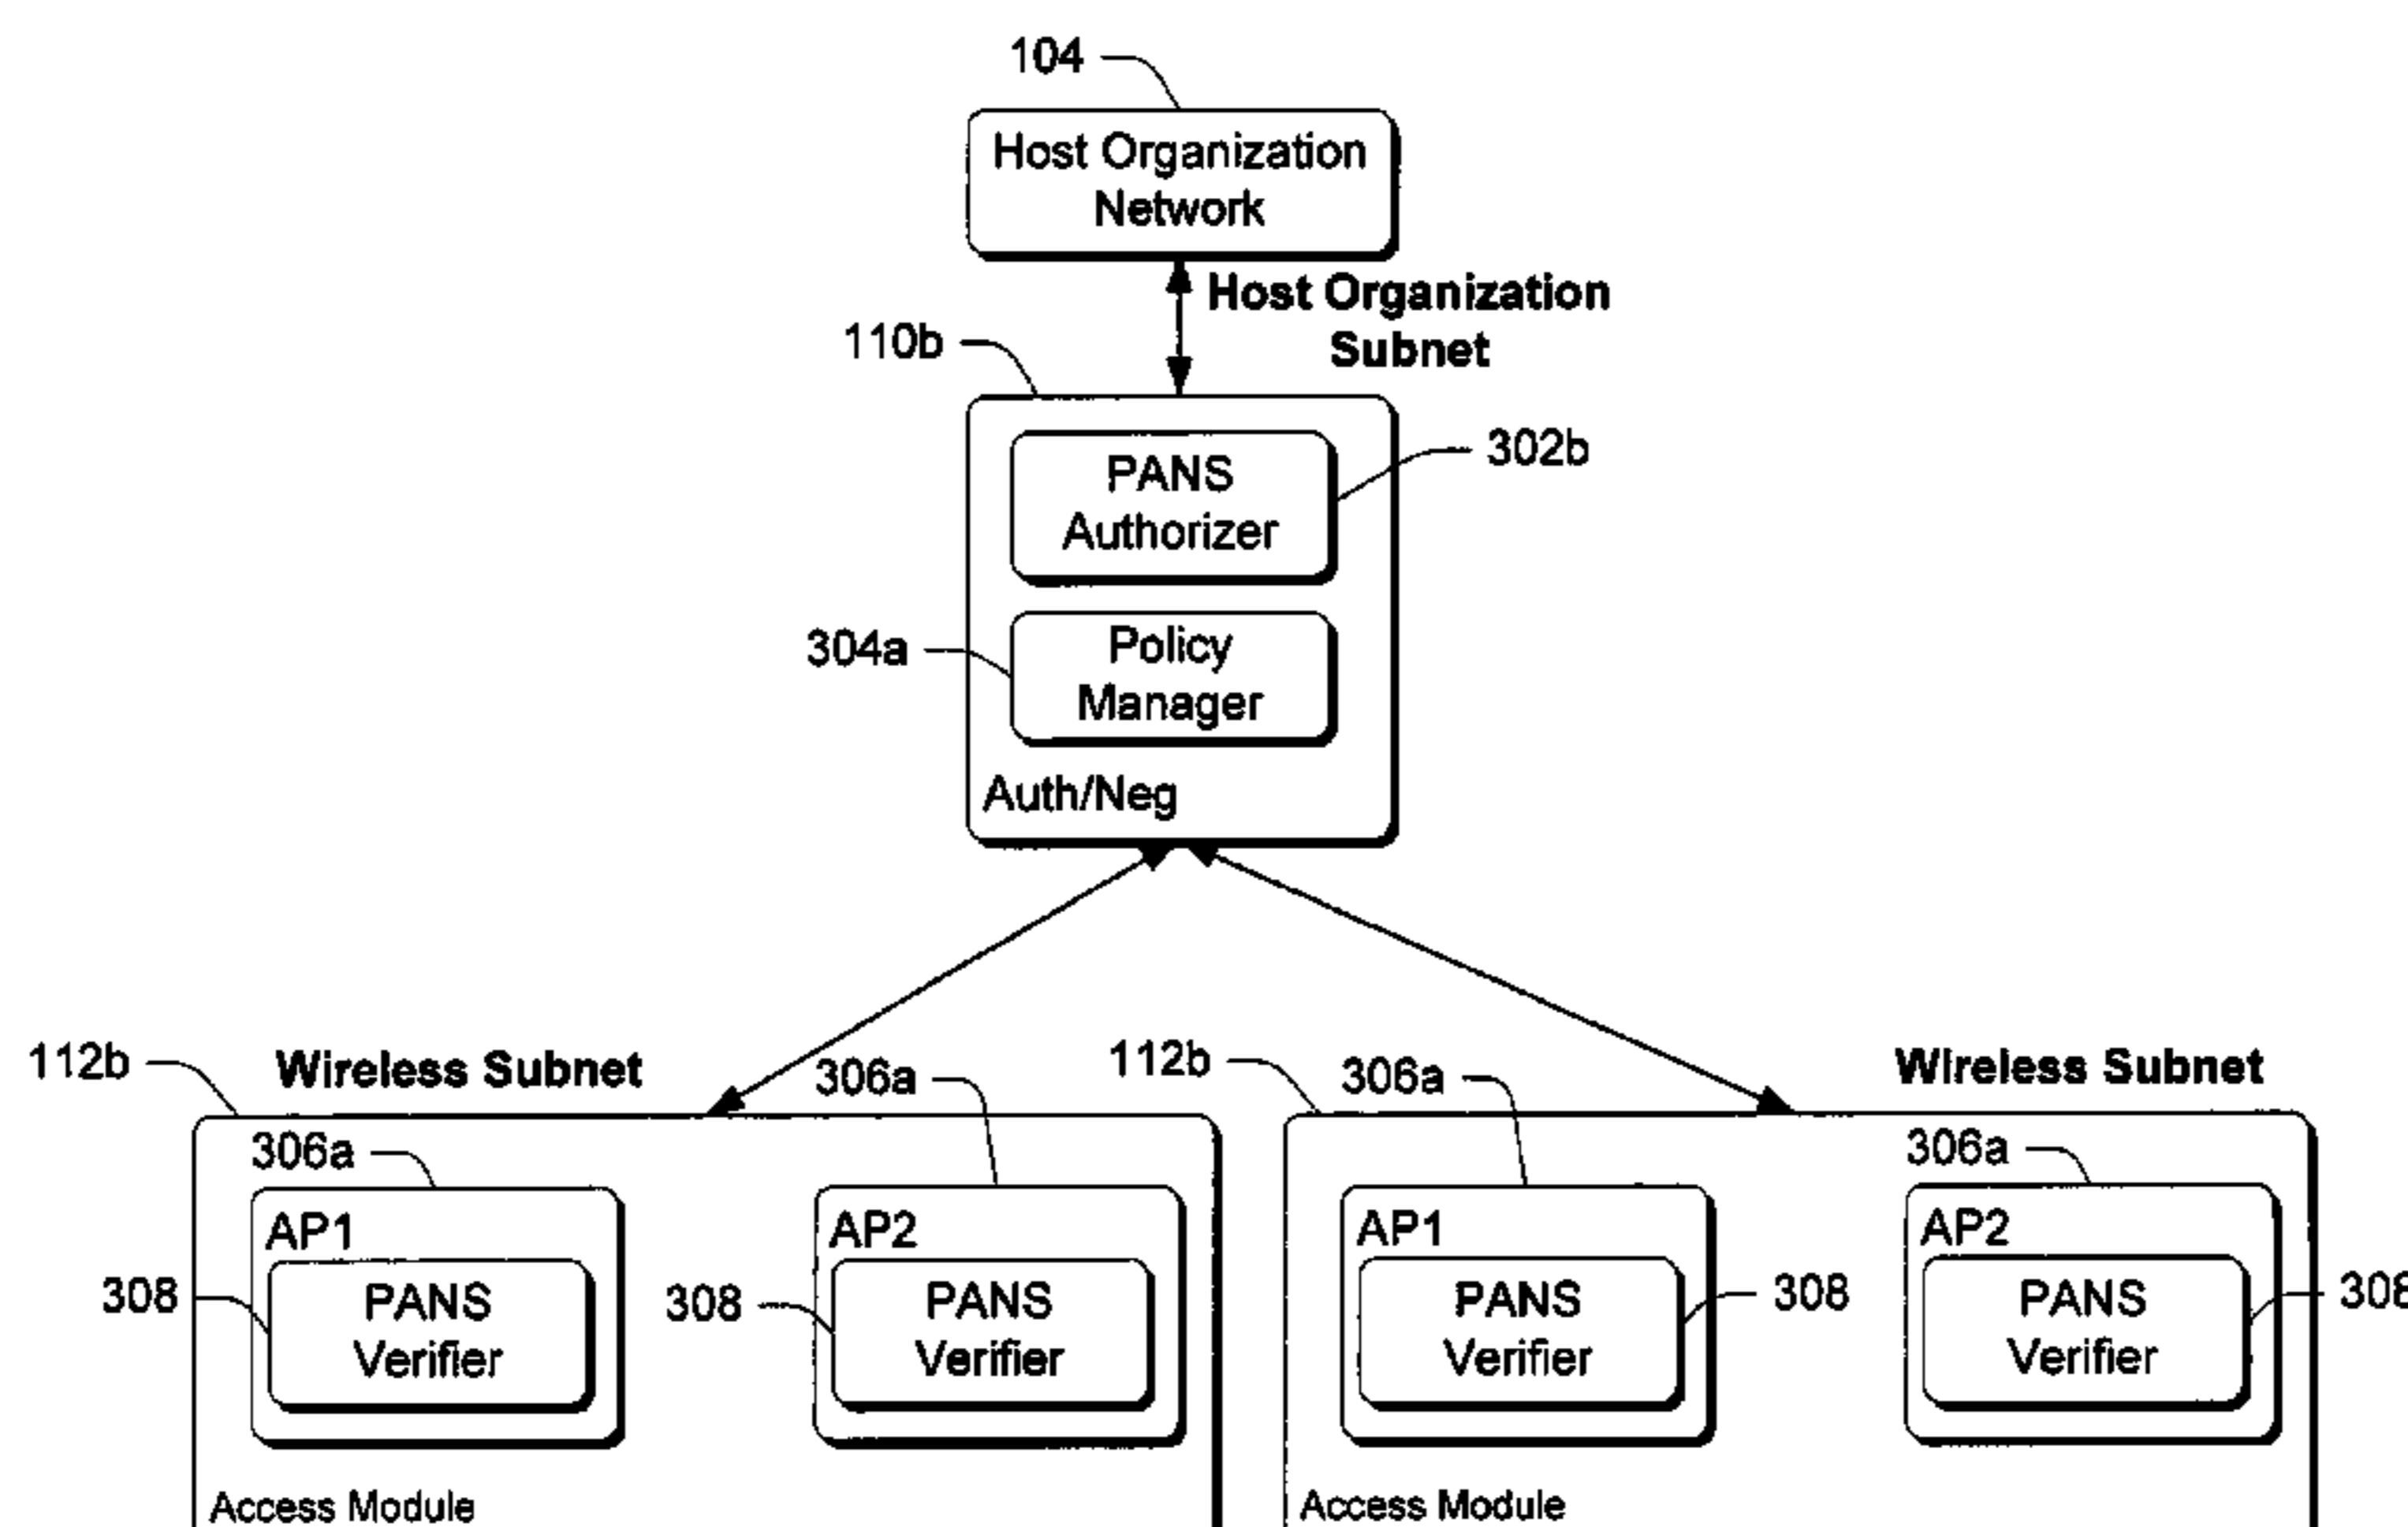 104
Host Organization
Network
Host Organization
Subnet
110b
PANS
Authorizer
302b
304a
Policy
Manager
Auth/Neg
112b
Wireless Subnet
306a
112b
306a
Wireless Subnet
306a
306a
AP1
AP2
AP1
AP2
308
PANS
Verifier
308
PANS
Verifier
PANS
Verifier
308
PANS
Verifier
308
Access Module
Access Module